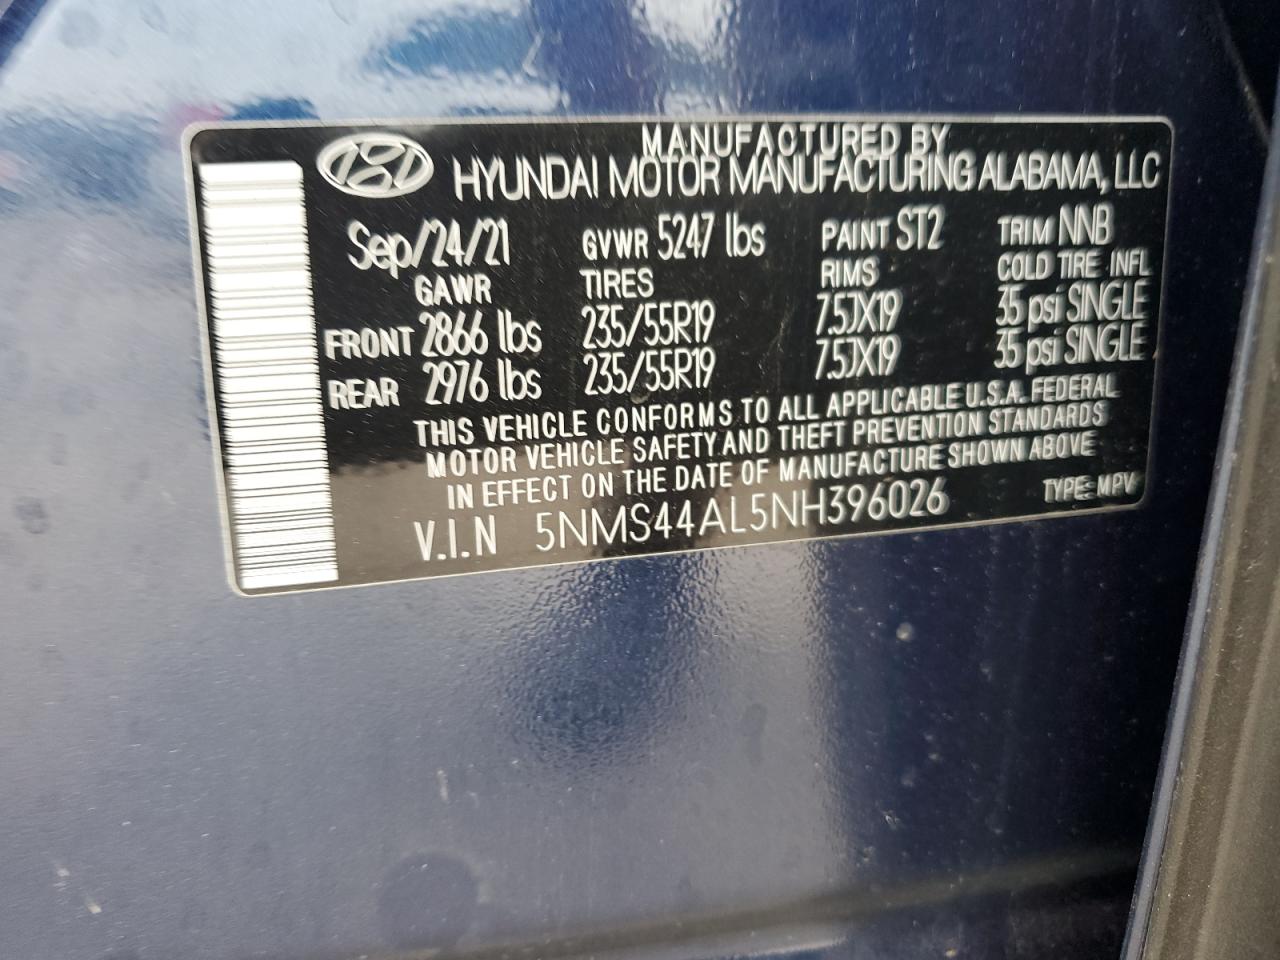 MANUFACTURED BY
HYUNDAI MOTOR MANUFACTURING ALABAMA, LLC
Sep/24/21 GVWR 5247 lbs PAINT ST2 TRIM NNB
GAWR TIRES RIMS COLD TIRE INFL
FRONT 2866 lbs 235/55R19 7.5JX19 35 psi SINGLE
REAR 2976 lbs 235/55R19 7.5JX19 35 psi SINGLE
THIS VEHICLE CONFORMS TO ALL APPLICABLE U.S.A. FEDERAL
MOTOR VEHICLE SAFETY AND THEFT PREVENTION STANDARDS
IN EFFECT ON THE DATE OF MANUFACTURE SHOWN ABOVE
V.I.N 5NMS44AL5NH396026 TYPE: MPV